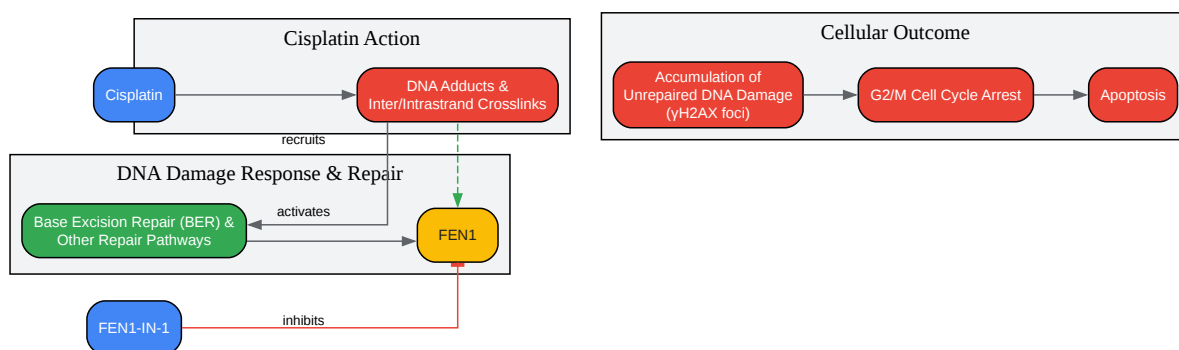 Cisplatin Action
Cisplatin
DNA Adducts &
Inter/Intrastrand Crosslinks
recruits
DNA Damage Response & Repair
activates
Base Excision Repair (BER) &
Other Repair Pathways
FEN1
FEN1-IN-1
inhibits
Cellular Outcome
Accumulation of
Unrepaired DNA Damage
(γH2AX foci)
G2/M Cell Cycle Arrest
Apoptosis